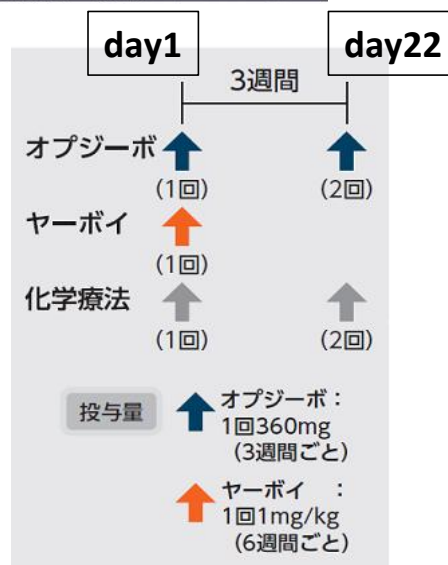 day1
day22
3週間
オプジーボ
(1回)
(2回)
ヤーボイ
(1回)
化学療法
(1回)
(2回)
投与量
オプジーボ：
1回360mg
（3週間ごと）
ヤーボイ　：
1回1mg/kg
（6週間ごと）